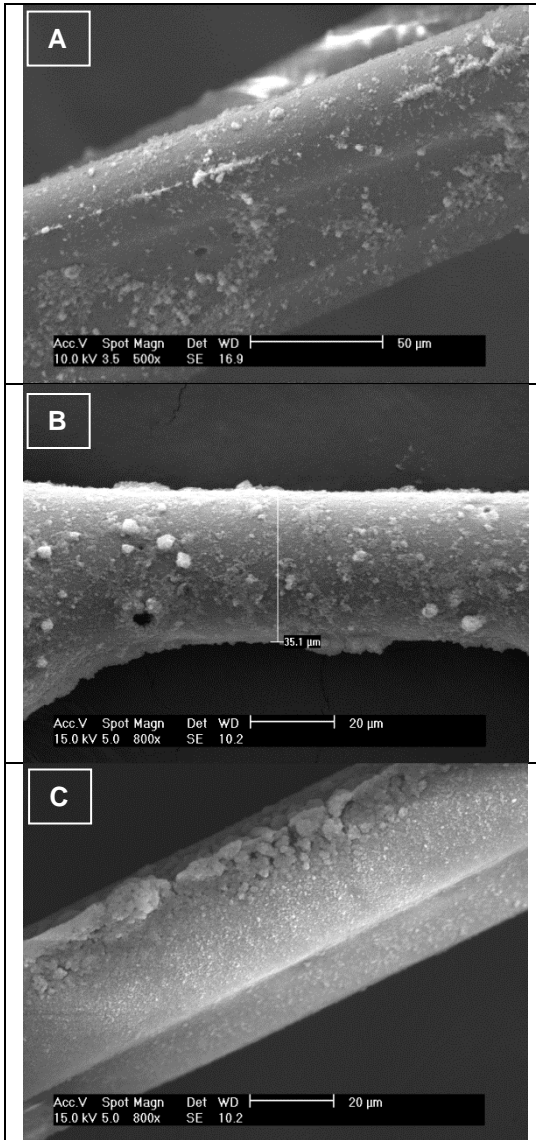 A
Acc.V Spot Magn Det WD 50 µm
10.0 kV 3.5 500x SE 16.9
B
35.1 µm
Acc.V Spot Magn Det WD 20 µm
15.0 kV 5.0 800x SE 10.2
C
Acc.V Spot Magn Det WD 20 µm
15.0 kV 5.0 800x SE 10.2